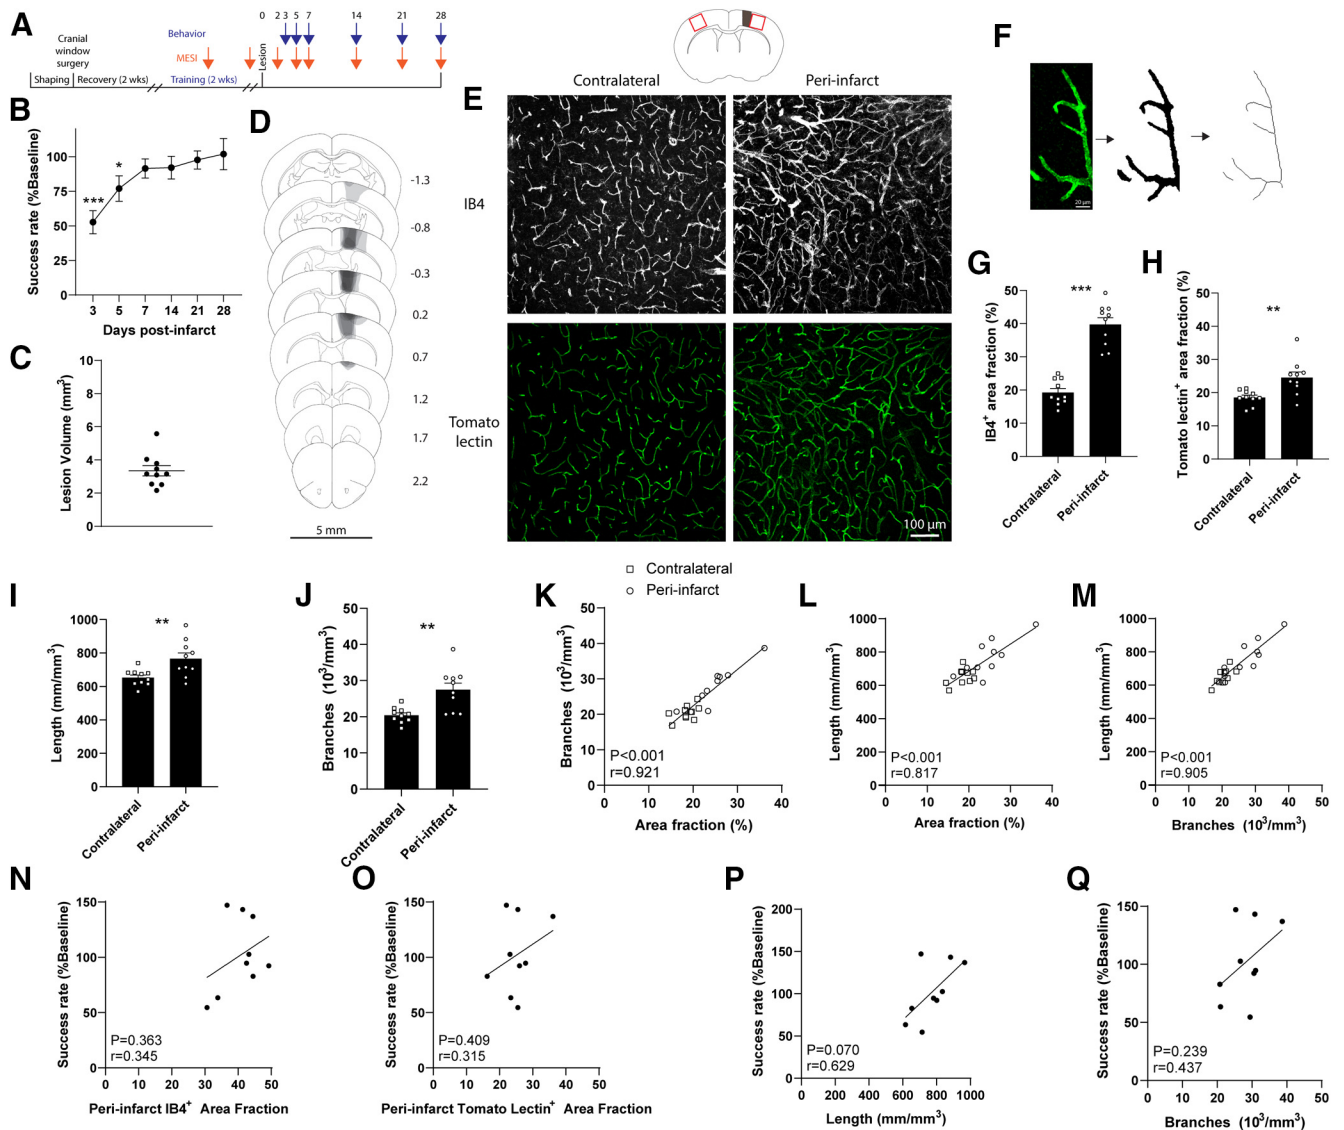 A
Cranial
window
surgery
Behavior
MESI
0 2 3 5 7 14 21 28
Lesion
Shaping Recovery (2 wks) Training (2 wks)
B
Success rate (%Baseline)
100
75
50
25
0
***
*
3 5 7 14 21 28
Days post-infarct
C
Lesion Volume (mm3)
10
8
6
4
2
0
D
-1.3
-0.8
-0.3
0.2
0.7
1.2
1.7
2.2
5 mm
E
Contralateral Peri-infarct
IB4
Tomato
lectin
100 μm
F
20 μm
G
IB4+ area fraction (%)
50
40
30
20
10
0
***
Contralateral
Peri-infarct
H
Tomato lectin+ area fraction (%)
50
40
30
20
10
0
**
Contralateral
Peri-infarct
I
Length (mm/mm3)
1000
800
600
400
200
0
**
Contralateral
Peri-infarct
J
Branches (103/mm3)
50
40
30
20
10
0
**
Contralateral
Peri-infarct
Contralateral
Peri-infarct
K
Branches (103/mm3)
50
40
30
20
10
0
P<0.001
r=0.921
0 10 20 30 40
Area fraction (%)
L
Length (mm/mm3)
1000
800
600
400
200
0
P<0.001
r=0.817
0 10 20 30 40
Area fraction (%)
M
Length (mm/mm3)
1000
800
600
400
200
0
P<0.001
r=0.905
0 10 20 30 40 50
Branches (103/mm3)
N
Success rate (%Baseline)
150
100
50
0
P=0.363
r=0.345
0 10 20 30 40 50
Peri-infarct IB4+ Area Fraction
O
Success rate (%Baseline)
150
100
50
0
P=0.409
r=0.315
0 10 20 30 40
Peri-infarct Tomato Lectin+ Area Fraction
P
Success rate (%Baseline)
200
150
100
50
0
P=0.070
r=0.629
0 200 400 600 800 1000
Length (mm/mm3)
Q
Success rate (%Baseline)
150
100
50
0
P=0.239
r=0.437
0 10 20 30 40 50
Branches (103/mm3)